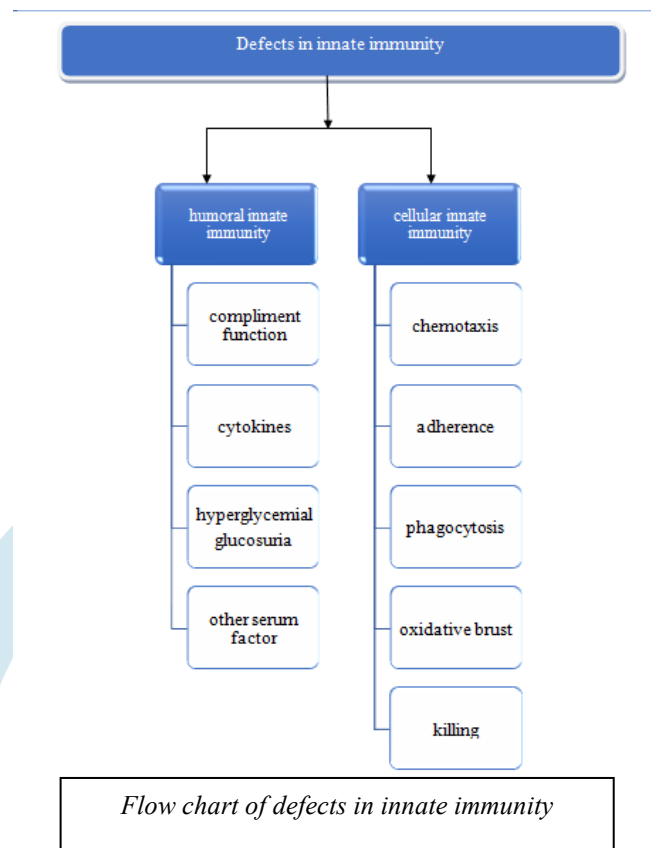 Defects in innate immunity
humoral innate
immunity
compliment
function
cytokines
hyperglycemial
glucosuria
other serum
factor
cellular innate
immunity
chemotaxis
adherence
phagocytosis
oxidative brust
killing
Flow chart of defects in innate immunity